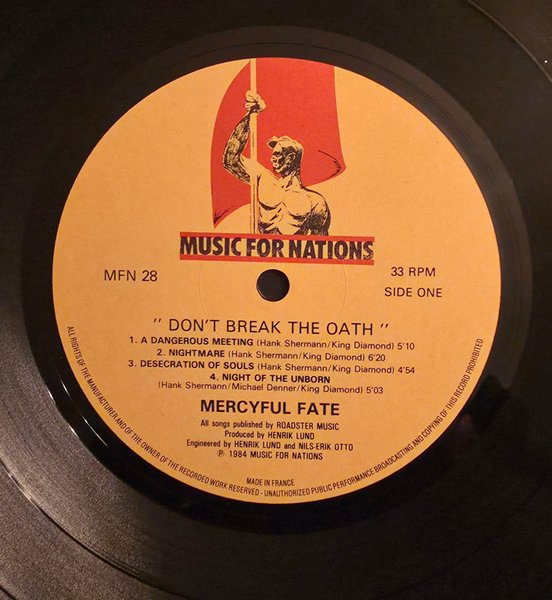 MUSIC FOR NATIONS
MFN 28
33 RPM
SIDE ONE
" DON'T BREAK THE OATH "
1. A DANGEROUS MEETING (Hank Shermann/King Diamond) 5'10
2. NIGHTMARE (Hank Shermann/King Diamond) 6'20
3. DESECRATION OF SOULS (Hank Shermann/King Diamond) 4'54
4. NIGHT OF THE UNBORN
(Hank Shermann/Michael Denner/King Diamond) 5'03
MERCYFUL FATE
All songs published by ROADSTER MUSIC
Produced by HENRIK LUND
Engineered by HENRIK LUND and NILS-ERIK OTTO
℗ 1984 MUSIC FOR NATIONS
MADE IN FRANCE
ALL RIGHTS OF THE MANUFACTURER AND OF THE OWNER OF THE RECORDED WORK RESERVED - UNAUTHORIZED PUBLIC PERFORMANCE BROADCASTING AND COPYING OF THIS RECORD PROHIBITED